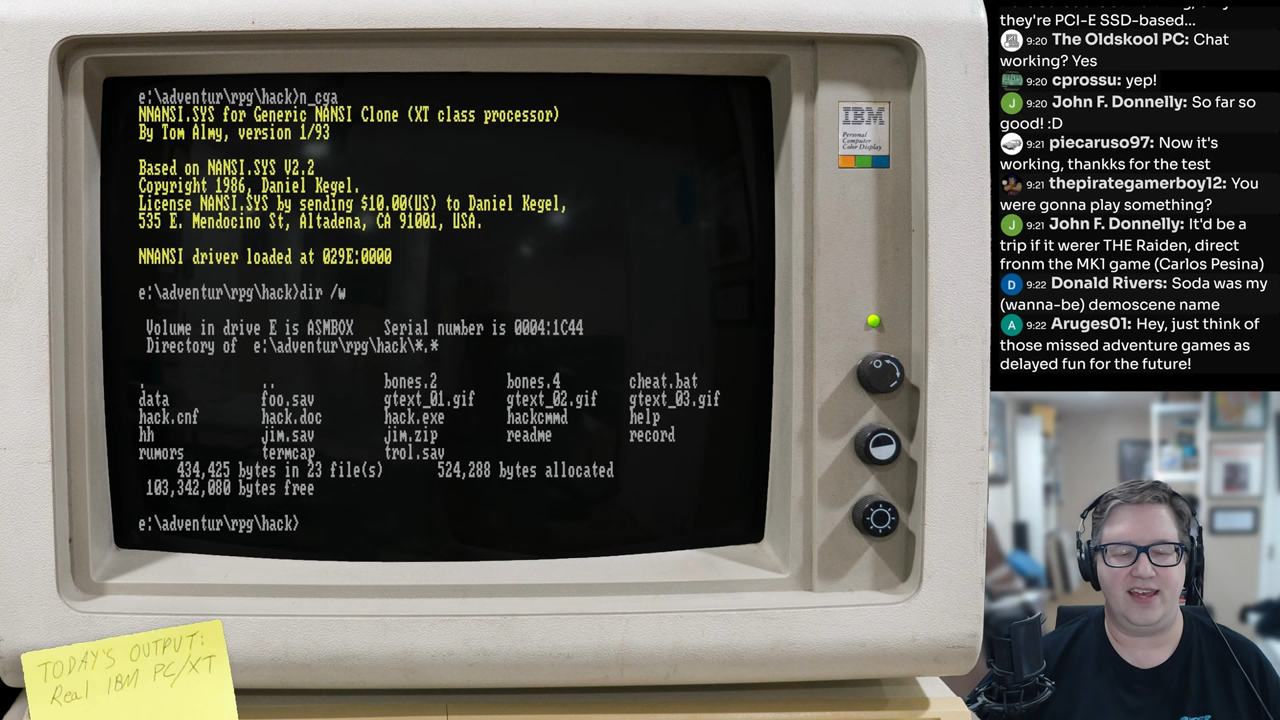 e:\adventur\rpg\hack>n_cga
NNANSI.SYS for Generic NANSI Clone (XT class processor)
By Tom Almy, version 1/93
Based on NANSI.SYS V2.2
Copyright 1986, Daniel Kegel.
License NANSI.SYS by sending $10.00(US) to Daniel Kegel,
535 E. Mendocino St, Altadena, CA 91001, USA.
NNANSI driver loaded at 029E:0000
e:\adventur\rpg\hack>dir /w
Volume in drive E is ASMBOX    Serial number is 0004:1C44
Directory of  e:\adventur\rpg\hack\*.*
.    ..    bones.2    bones.4    cheat.bat
data    foo.sav    gtext_01.gif    gtext_02.gif    gtext_03.gif
hack.cnf    hack.doc    hack.exe    hackcmmd    help
hh    jim.sav    jim.zip    readme    record
rumors    termcap    trol.sav
434,425 bytes in 23 file(s)    524,288 bytes allocated
103,342,080 bytes free
e:\adventur\rpg\hack>
IBM
Personal
Computer
Color Display
TODAY'S OUTPUT:
Real IBM PC/XT
they're PCI-E SSD-based...
9:20 The Oldskool PC: Chat
working? Yes
9:20 cprossu: yep!
J 9:20 John F. Donnelly: So far so
good! :D
9:21 piecaruso97: Now it's
working, thankks for the test
9:21 thepirategamerboy12: You
were gonna play something?
J 9:21 John F. Donnelly: It'd be a
trip if it werer THE Raiden, direct
fronm the MK1 game (Carlos Pesina)
D 9:22 Donald Rivers: Soda was my
(wanna-be) demoscene name
A 9:22 Aruges01: Hey, just think of
those missed adventure games as
delayed fun for the future!